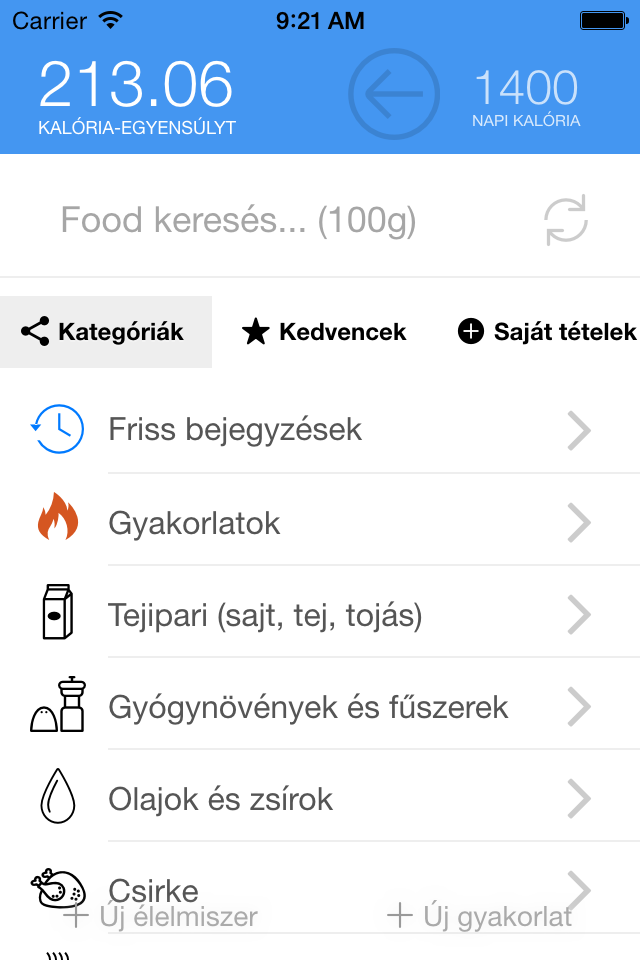 Carrier 9:21 AM
213.06
KALÓRIA-EGYENSÚLYT
1400
NAPI KALÓRIA
Food keresés... (100g)
Kategóriák Kedvencek Saját tételek
Friss bejegyzések
Gyakorlatok
Tejipari (sajt, tej, tojás)
Gyógynövények és fűszerek
Olajok és zsírok
Csirke
Új élelmiszer Új gyakorlat